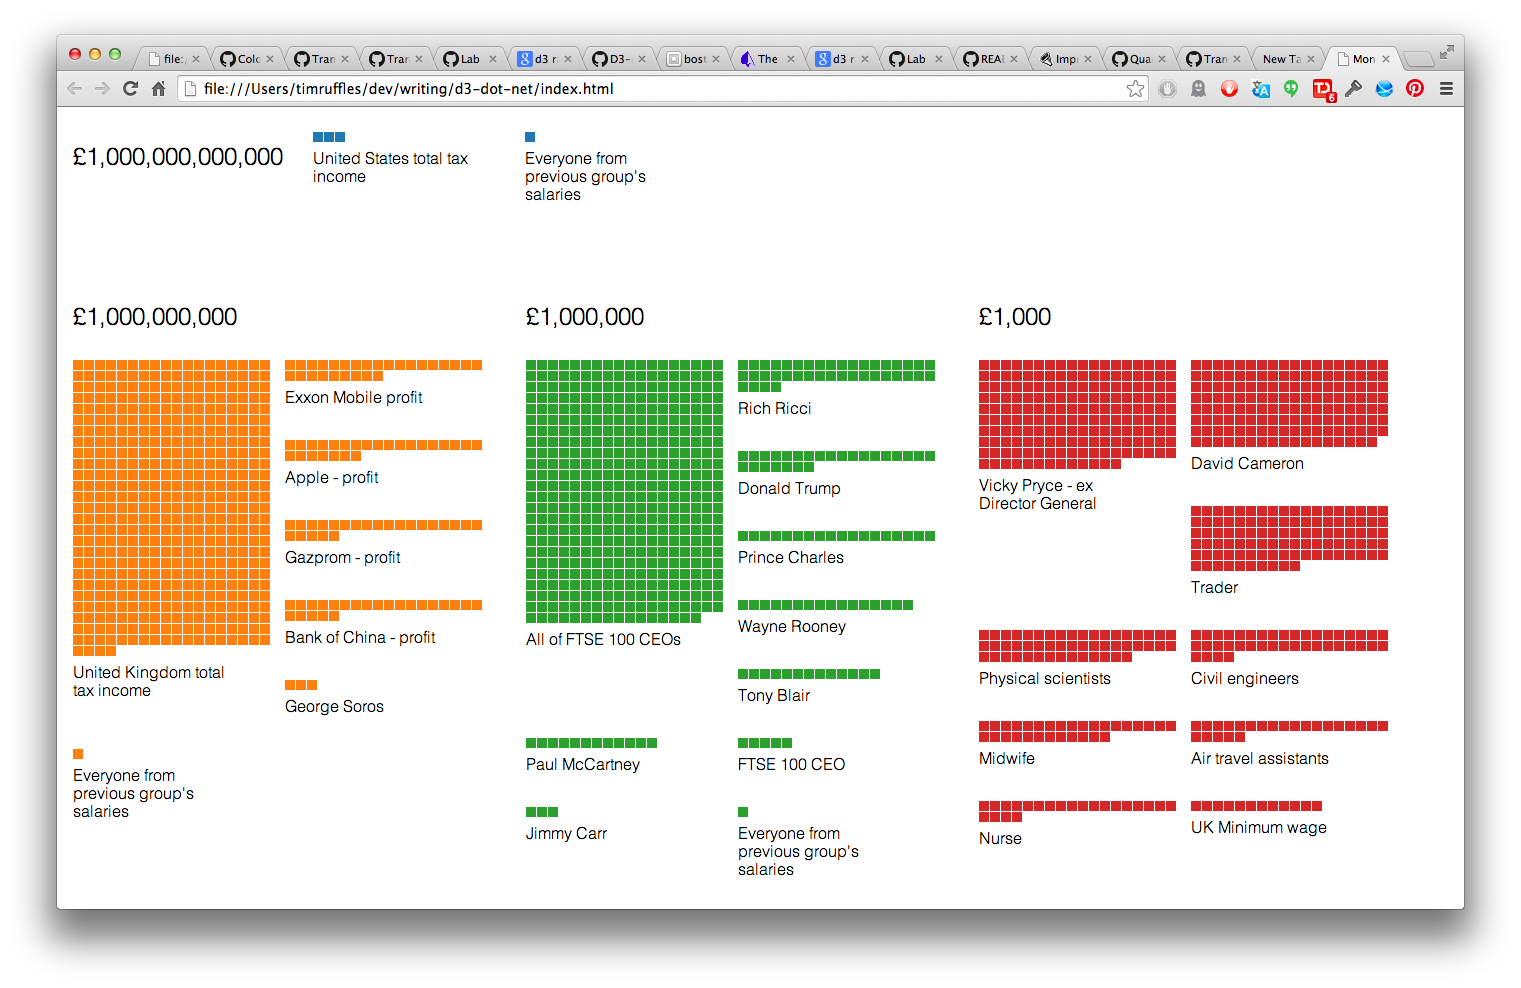 file:
Colo
Tran
Tran
Lab
d3 r
D3-
bost
The
d3 r
Lab
REAI
Impr
Qua
Tran
New Ta
Mon
file:///Users/timruffles/dev/writing/d3-dot-net/index.html
6
£1,000,000,000,000
United States total tax
income
Everyone from
previous group's
salaries
£1,000,000,000
United Kingdom total
tax income
Exxon Mobile profit
Apple - profit
Gazprom - profit
Bank of China - profit
George Soros
Everyone from
previous group's
salaries
£1,000,000
All of FTSE 100 CEOs
Rich Ricci
Donald Trump
Prince Charles
Wayne Rooney
Tony Blair
Paul McCartney
FTSE 100 CEO
Jimmy Carr
Everyone from
previous group's
salaries
£1,000
Vicky Pryce - ex
Director General
David Cameron
Trader
Physical scientists
Civil engineers
Midwife
Air travel assistants
Nurse
UK Minimum wage